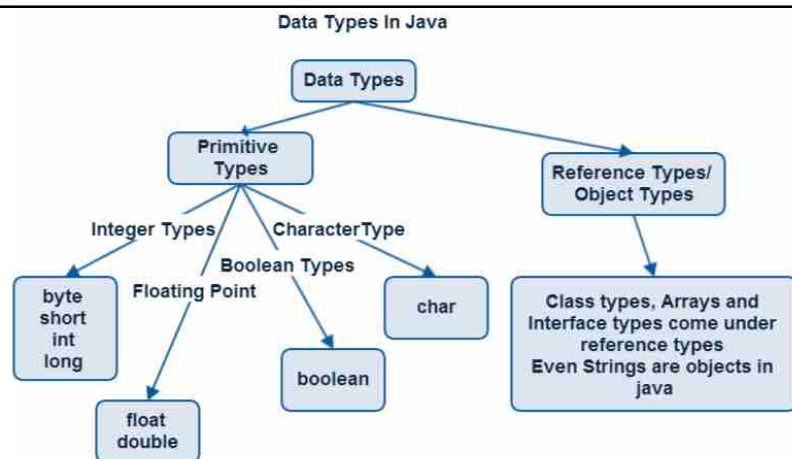 Data Types In Java
Data Types
Primitive
Types
Reference Types/
Object Types
Integer Types
CharacterType
Boolean Types
Floating Point
byte
short
int
long
char
Class types, Arrays and
Interface types come under
reference types
Even Strings are objects in
java
boolean
float
double